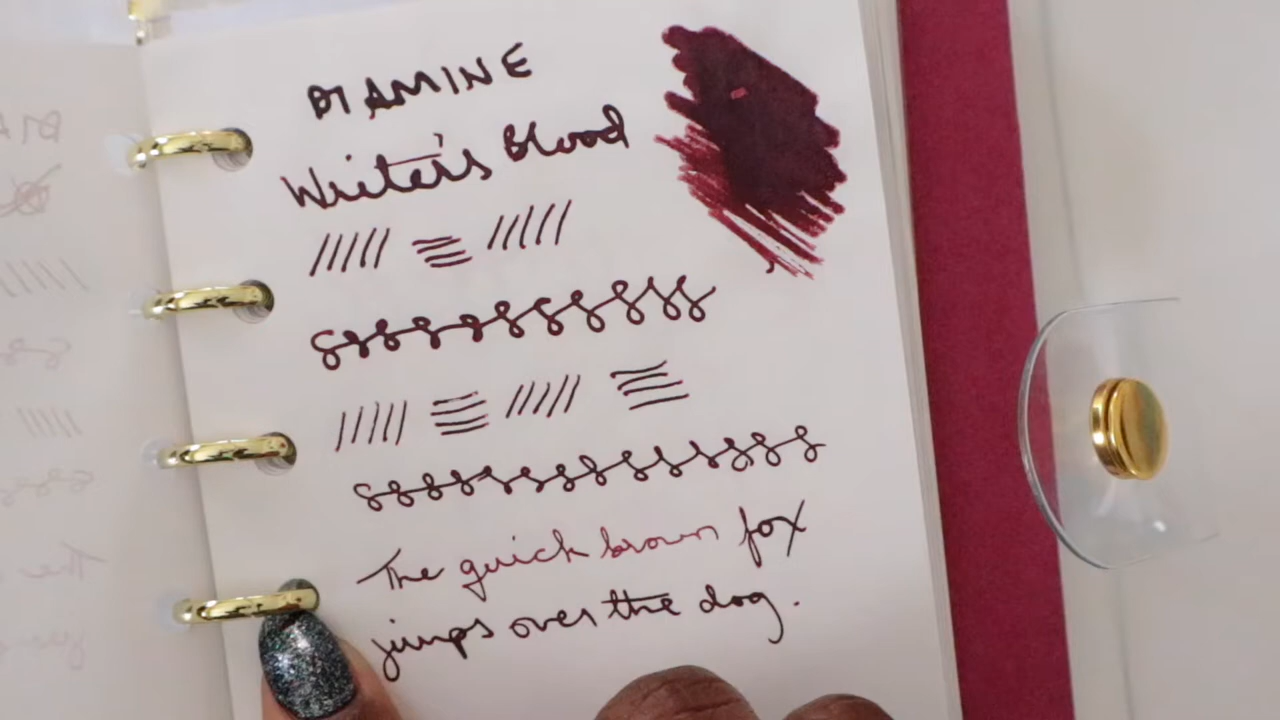 DIAMINE
Writer's Blood
The quick brown fox
jumps over the dog.